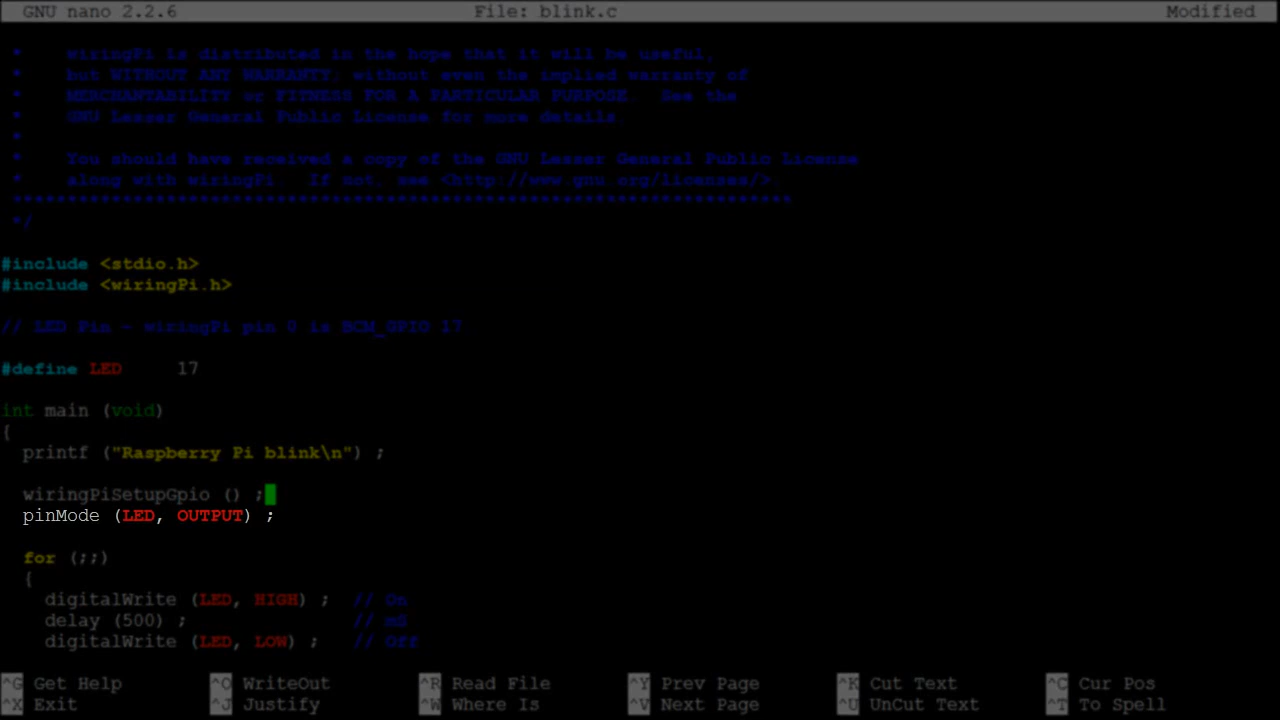 GNU nano 2.2.6 File: blink.c Modified
* wiringPi is distributed in the hope that it will be useful,
* but WITHOUT ANY WARRANTY; without even the implied warranty of
* MERCHANTABILITY or FITNESS FOR A PARTICULAR PURPOSE. See the
* GNU Lesser General Public License for more details.
*
* You should have received a copy of the GNU Lesser General Public License
* along with wiringPi. If not, see <http://www.gnu.org/licenses/>.
***********************************************************************
*/
#include <stdio.h>
#include <wiringPi.h>
// LED Pin - wiringPi pin 0 is BCM_GPIO 17
#define LED 17
int main (void)
{
printf ("Raspberry Pi blink\n") ;
wiringPiSetupGpio () ;
pinMode (LED, OUTPUT) ;
for (;;)
{
digitalWrite (LED, HIGH) ; // On
delay (500) ; // mS
digitalWrite (LED, LOW) ; // Off
^G Get Help ^O WriteOut ^R Read File ^Y Prev Page ^K Cut Text ^C Cur Pos
^X Exit ^J Justify ^W Where Is ^V Next Page ^U UnCut Text ^T To Spell